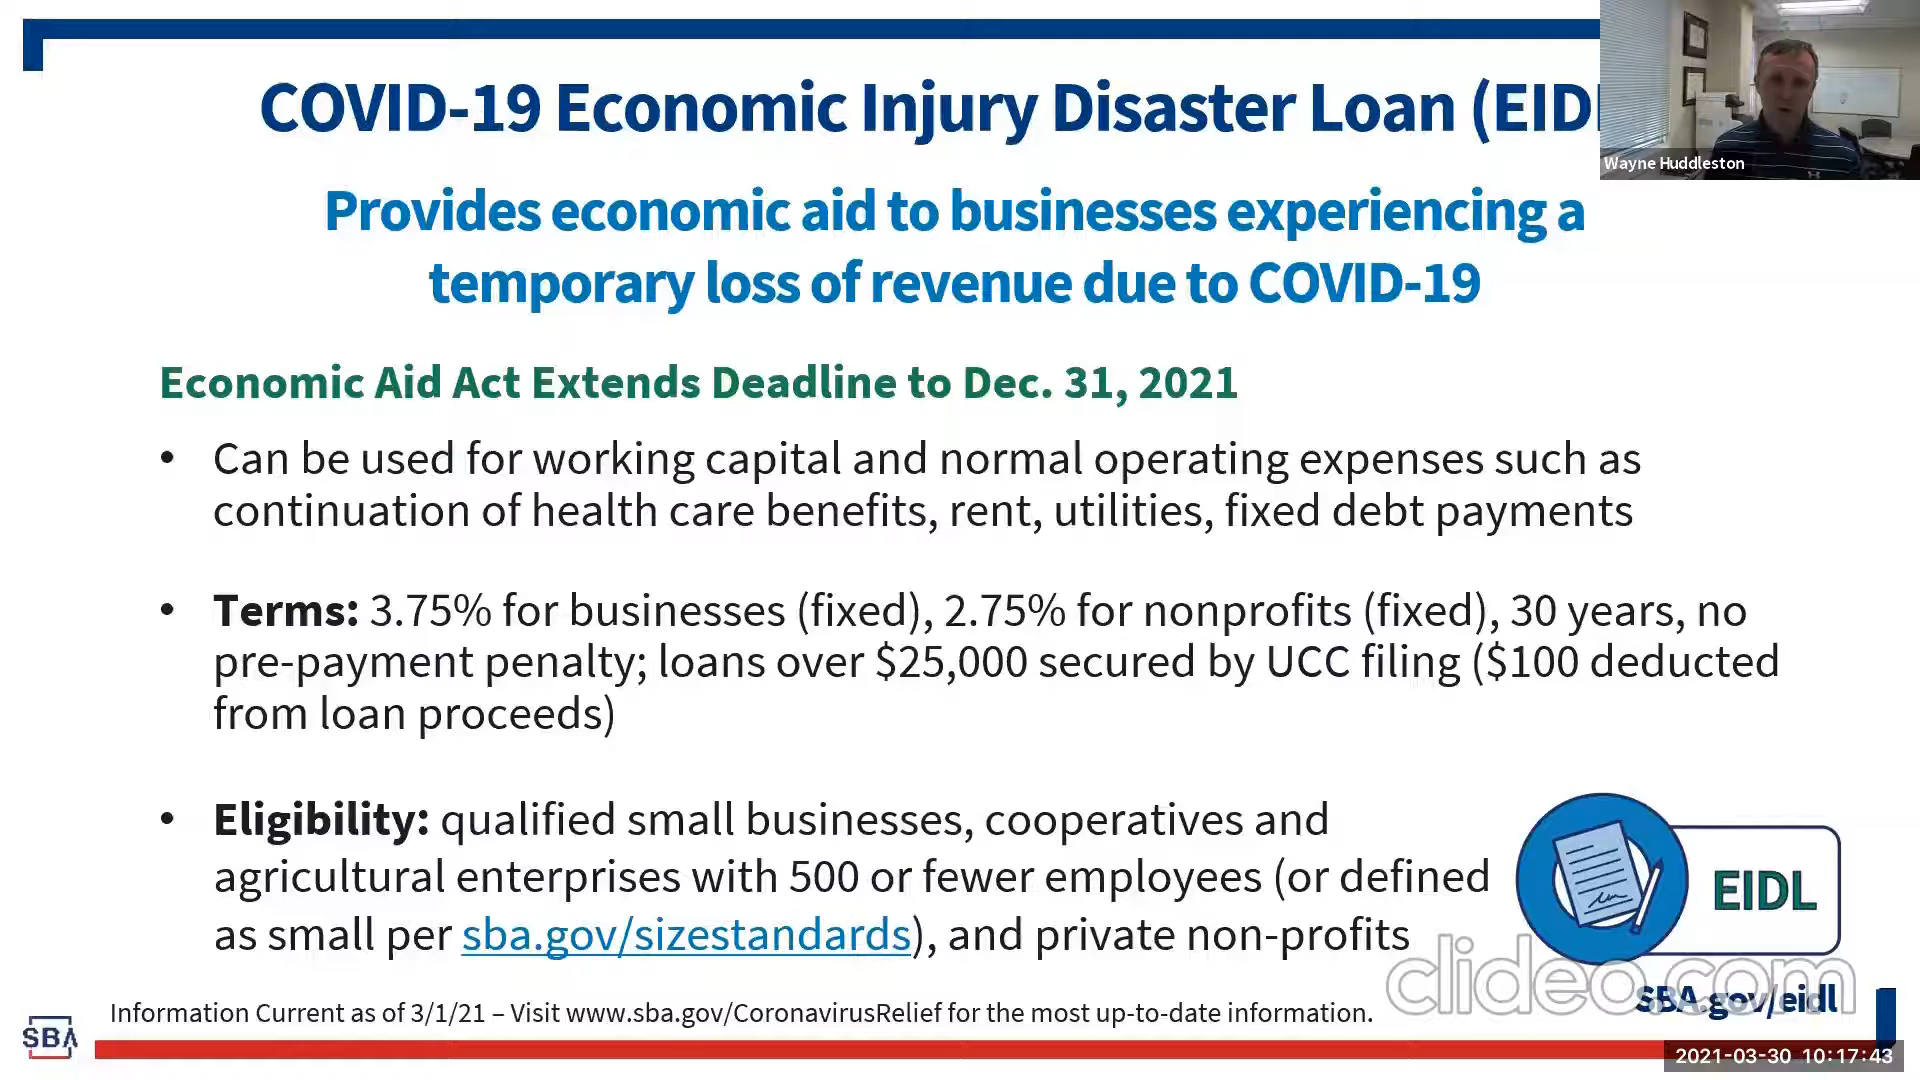 COVID-19 Economic Injury Disaster Loan (EID
Wayne Huddleston
Provides economic aid to businesses experiencing a
temporary loss of revenue due to COVID-19
Economic Aid Act Extends Deadline to Dec. 31, 2021
• Can be used for working capital and normal operating expenses such as
continuation of health care benefits, rent, utilities, fixed debt payments
• Terms: 3.75% for businesses (fixed), 2.75% for nonprofits (fixed), 30 years, no
pre-payment penalty; loans over $25,000 secured by UCC filing ($100 deducted
from loan proceeds)
• Eligibility: qualified small businesses, cooperatives and
agricultural enterprises with 500 or fewer employees (or defined
as small per sba.gov/sizestandards), and private non-profits
EIDL
clideo.com
SBA.gov/eidl
Information Current as of 3/1/21 – Visit www.sba.gov/CoronavirusRelief for the most up-to-date information.
SBA
2021-03-30 10:17:43